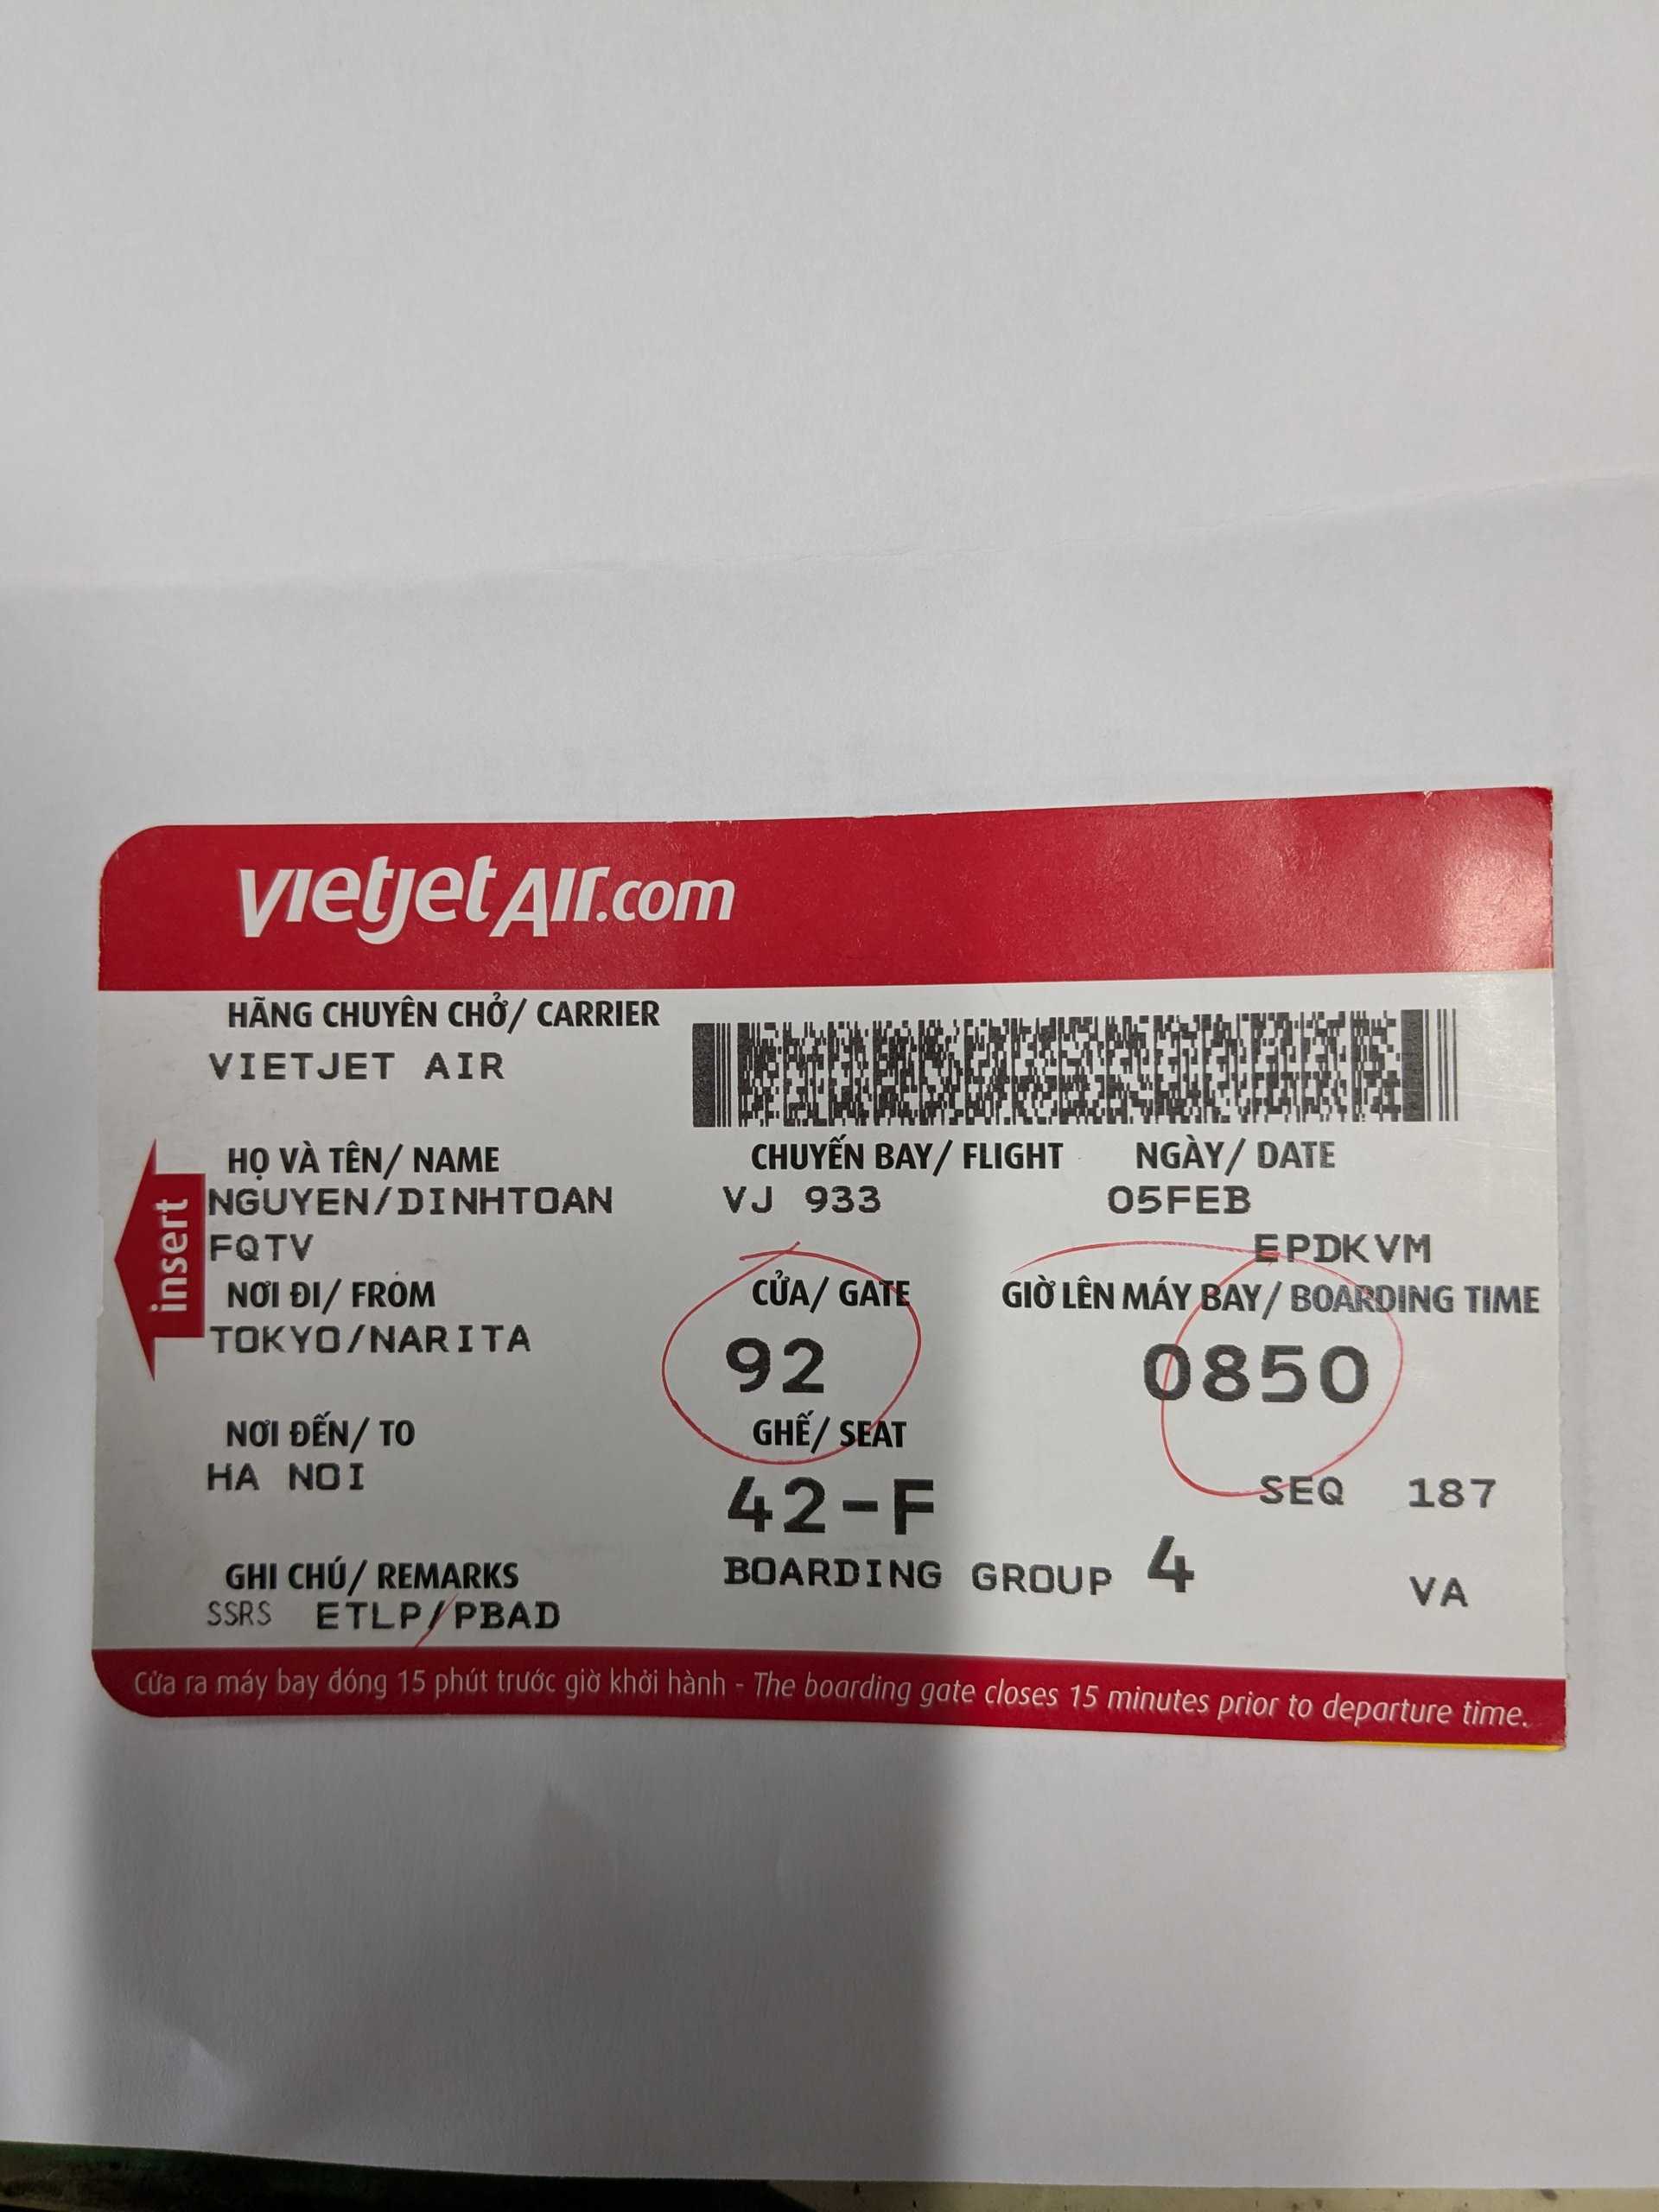 vietjetAir.com
HÃNG CHUYÊN CHỞ/ CARRIER
VIETJET AIR
HỌ VÀ TÊN/ NAME
NGUYEN/DINHTOAN
CHUYẾN BAY/ FLIGHT
VJ 933
NGÀY/ DATE
05FEB
insert
FQTV
EPDKVM
NƠI ĐI/ FROM
TOKYO/NARITA
CỬA/ GATE
92
GIỜ LÊN MÁY BAY/ BOARDING TIME
0850
NƠI ĐẾN/ TO
HA NOI
GHẾ/ SEAT
42-F
SEQ 187
GHI CHÚ/ REMARKS
SSRS ETLP/PBAD
BOARDING GROUP 4
VA
Cửa ra máy bay đóng 15 phút trước giờ khởi hành - The boarding gate closes 15 minutes prior to departure time.